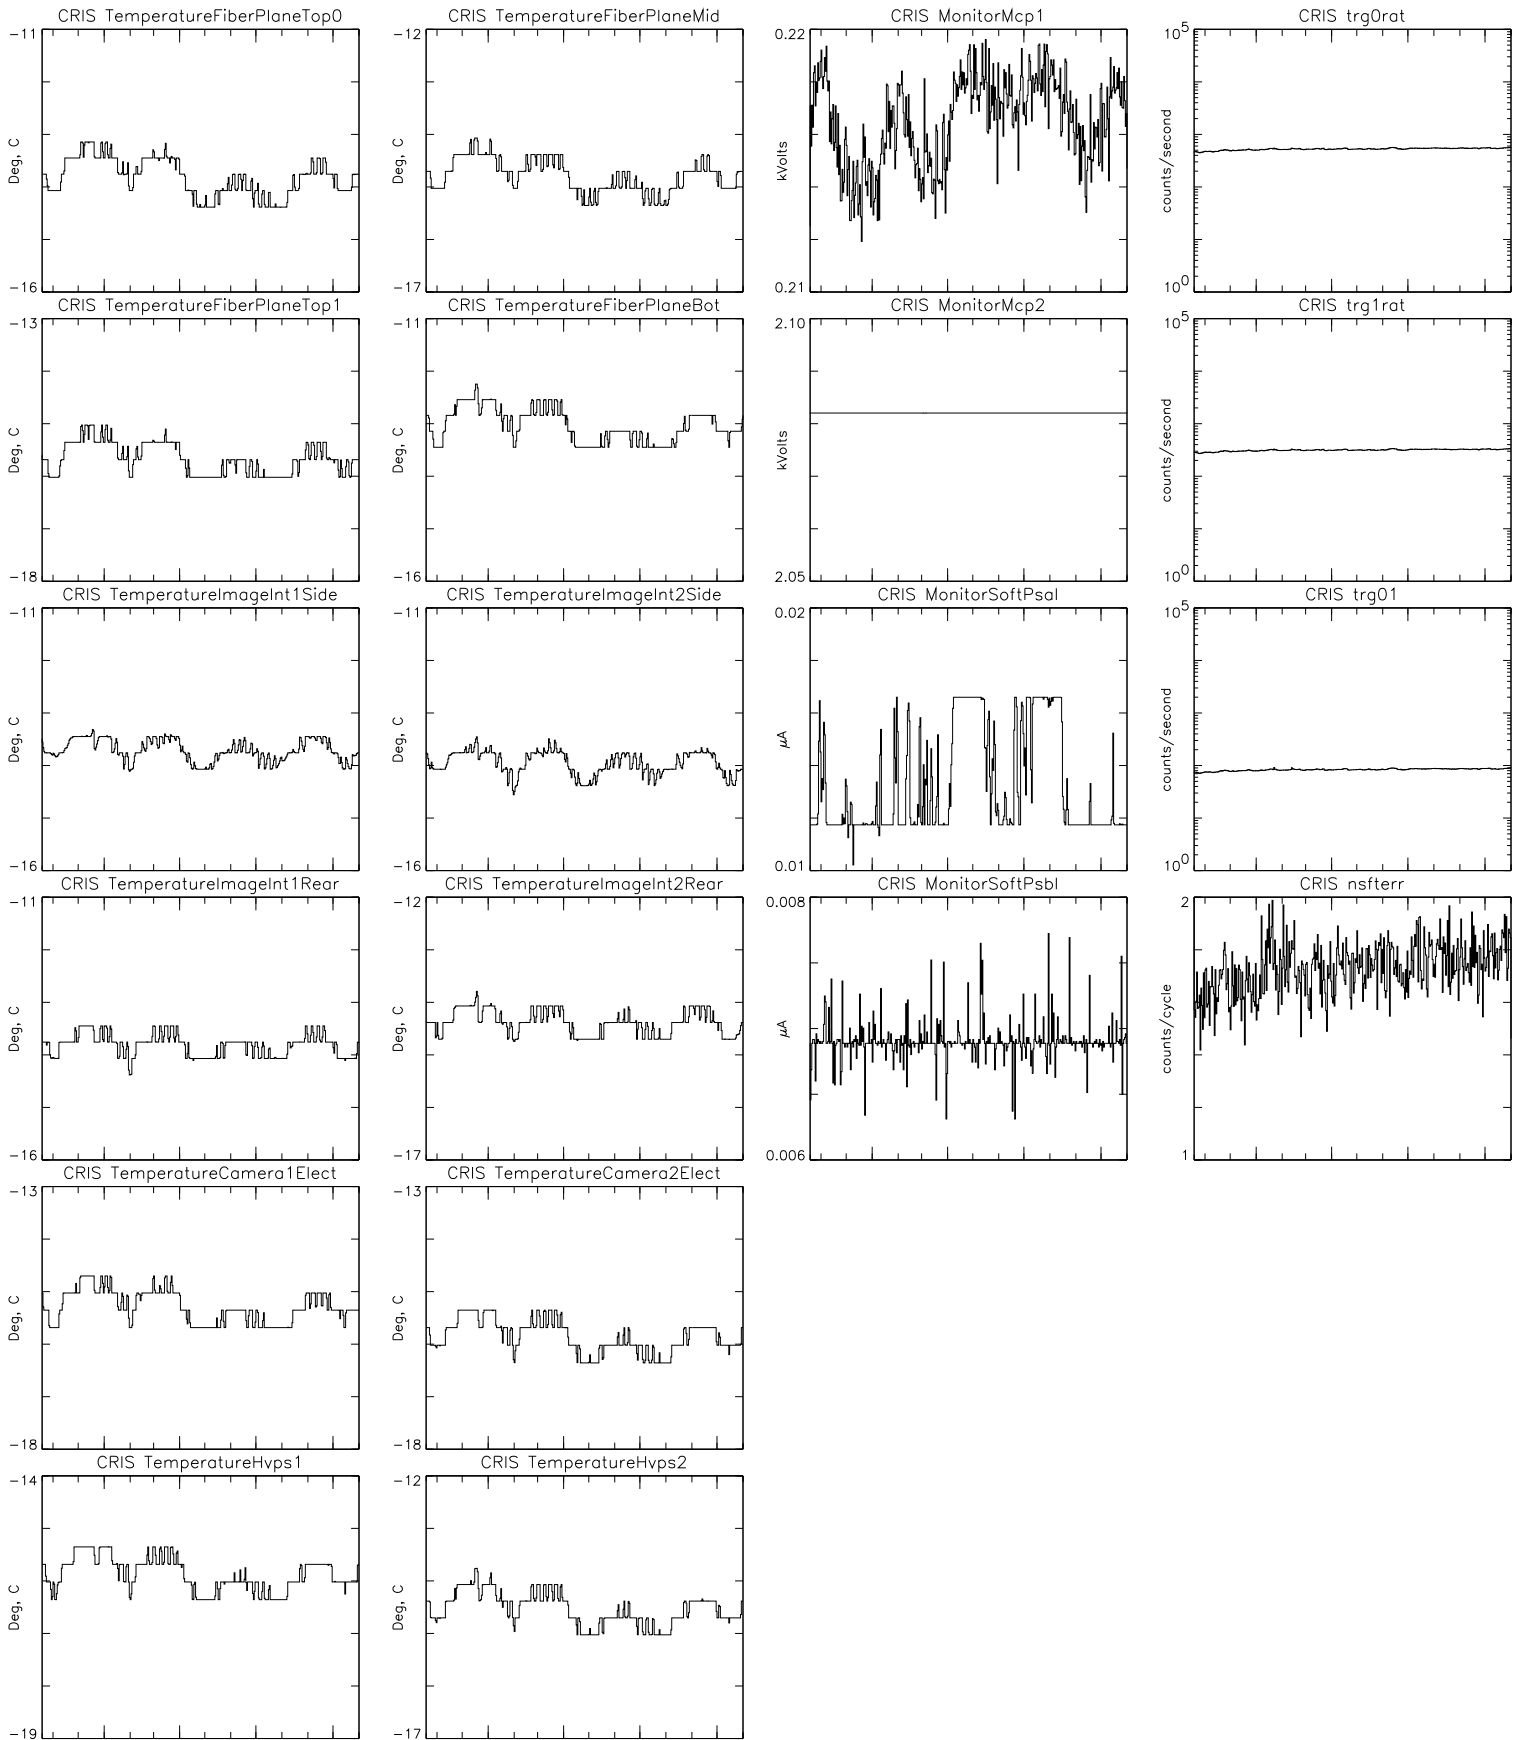 CRIS TemperatureFiberPlaneTop0
CRIS TemperatureFiberPlaneMid
CRIS MonitorMcp1
CRIS trg0rat
-11
-16
Deg, C
-12
-17
Deg, C
0.22
0.21
kVolts
10^5
10^0
counts/second
CRIS TemperatureFiberPlaneTop1
CRIS TemperatureFiberPlaneBot
CRIS MonitorMcp2
CRIS trg1rat
-13
-18
Deg, C
-11
-16
Deg, C
2.10
2.05
kVolts
10^5
10^0
counts/second
CRIS TemperatureImageInt1Side
CRIS TemperatureImageInt2Side
CRIS MonitorSoftPsaI
CRIS trg01
-11
-16
Deg, C
-11
-16
Deg, C
0.02
0.01
μA
10^5
10^0
counts/second
CRIS TemperatureImageInt1Rear
CRIS TemperatureImageInt2Rear
CRIS MonitorSoftPsbI
CRIS nsfterr
-11
-16
Deg, C
-12
-17
Deg, C
0.008
0.006
μA
2
1
counts/cycle
CRIS TemperatureCamera1Elect
CRIS TemperatureCamera2Elect
-13
-18
Deg, C
-13
-18
Deg, C
CRIS TemperatureHvps1
CRIS TemperatureHvps2
-14
-19
Deg, C
-12
-17
Deg, C